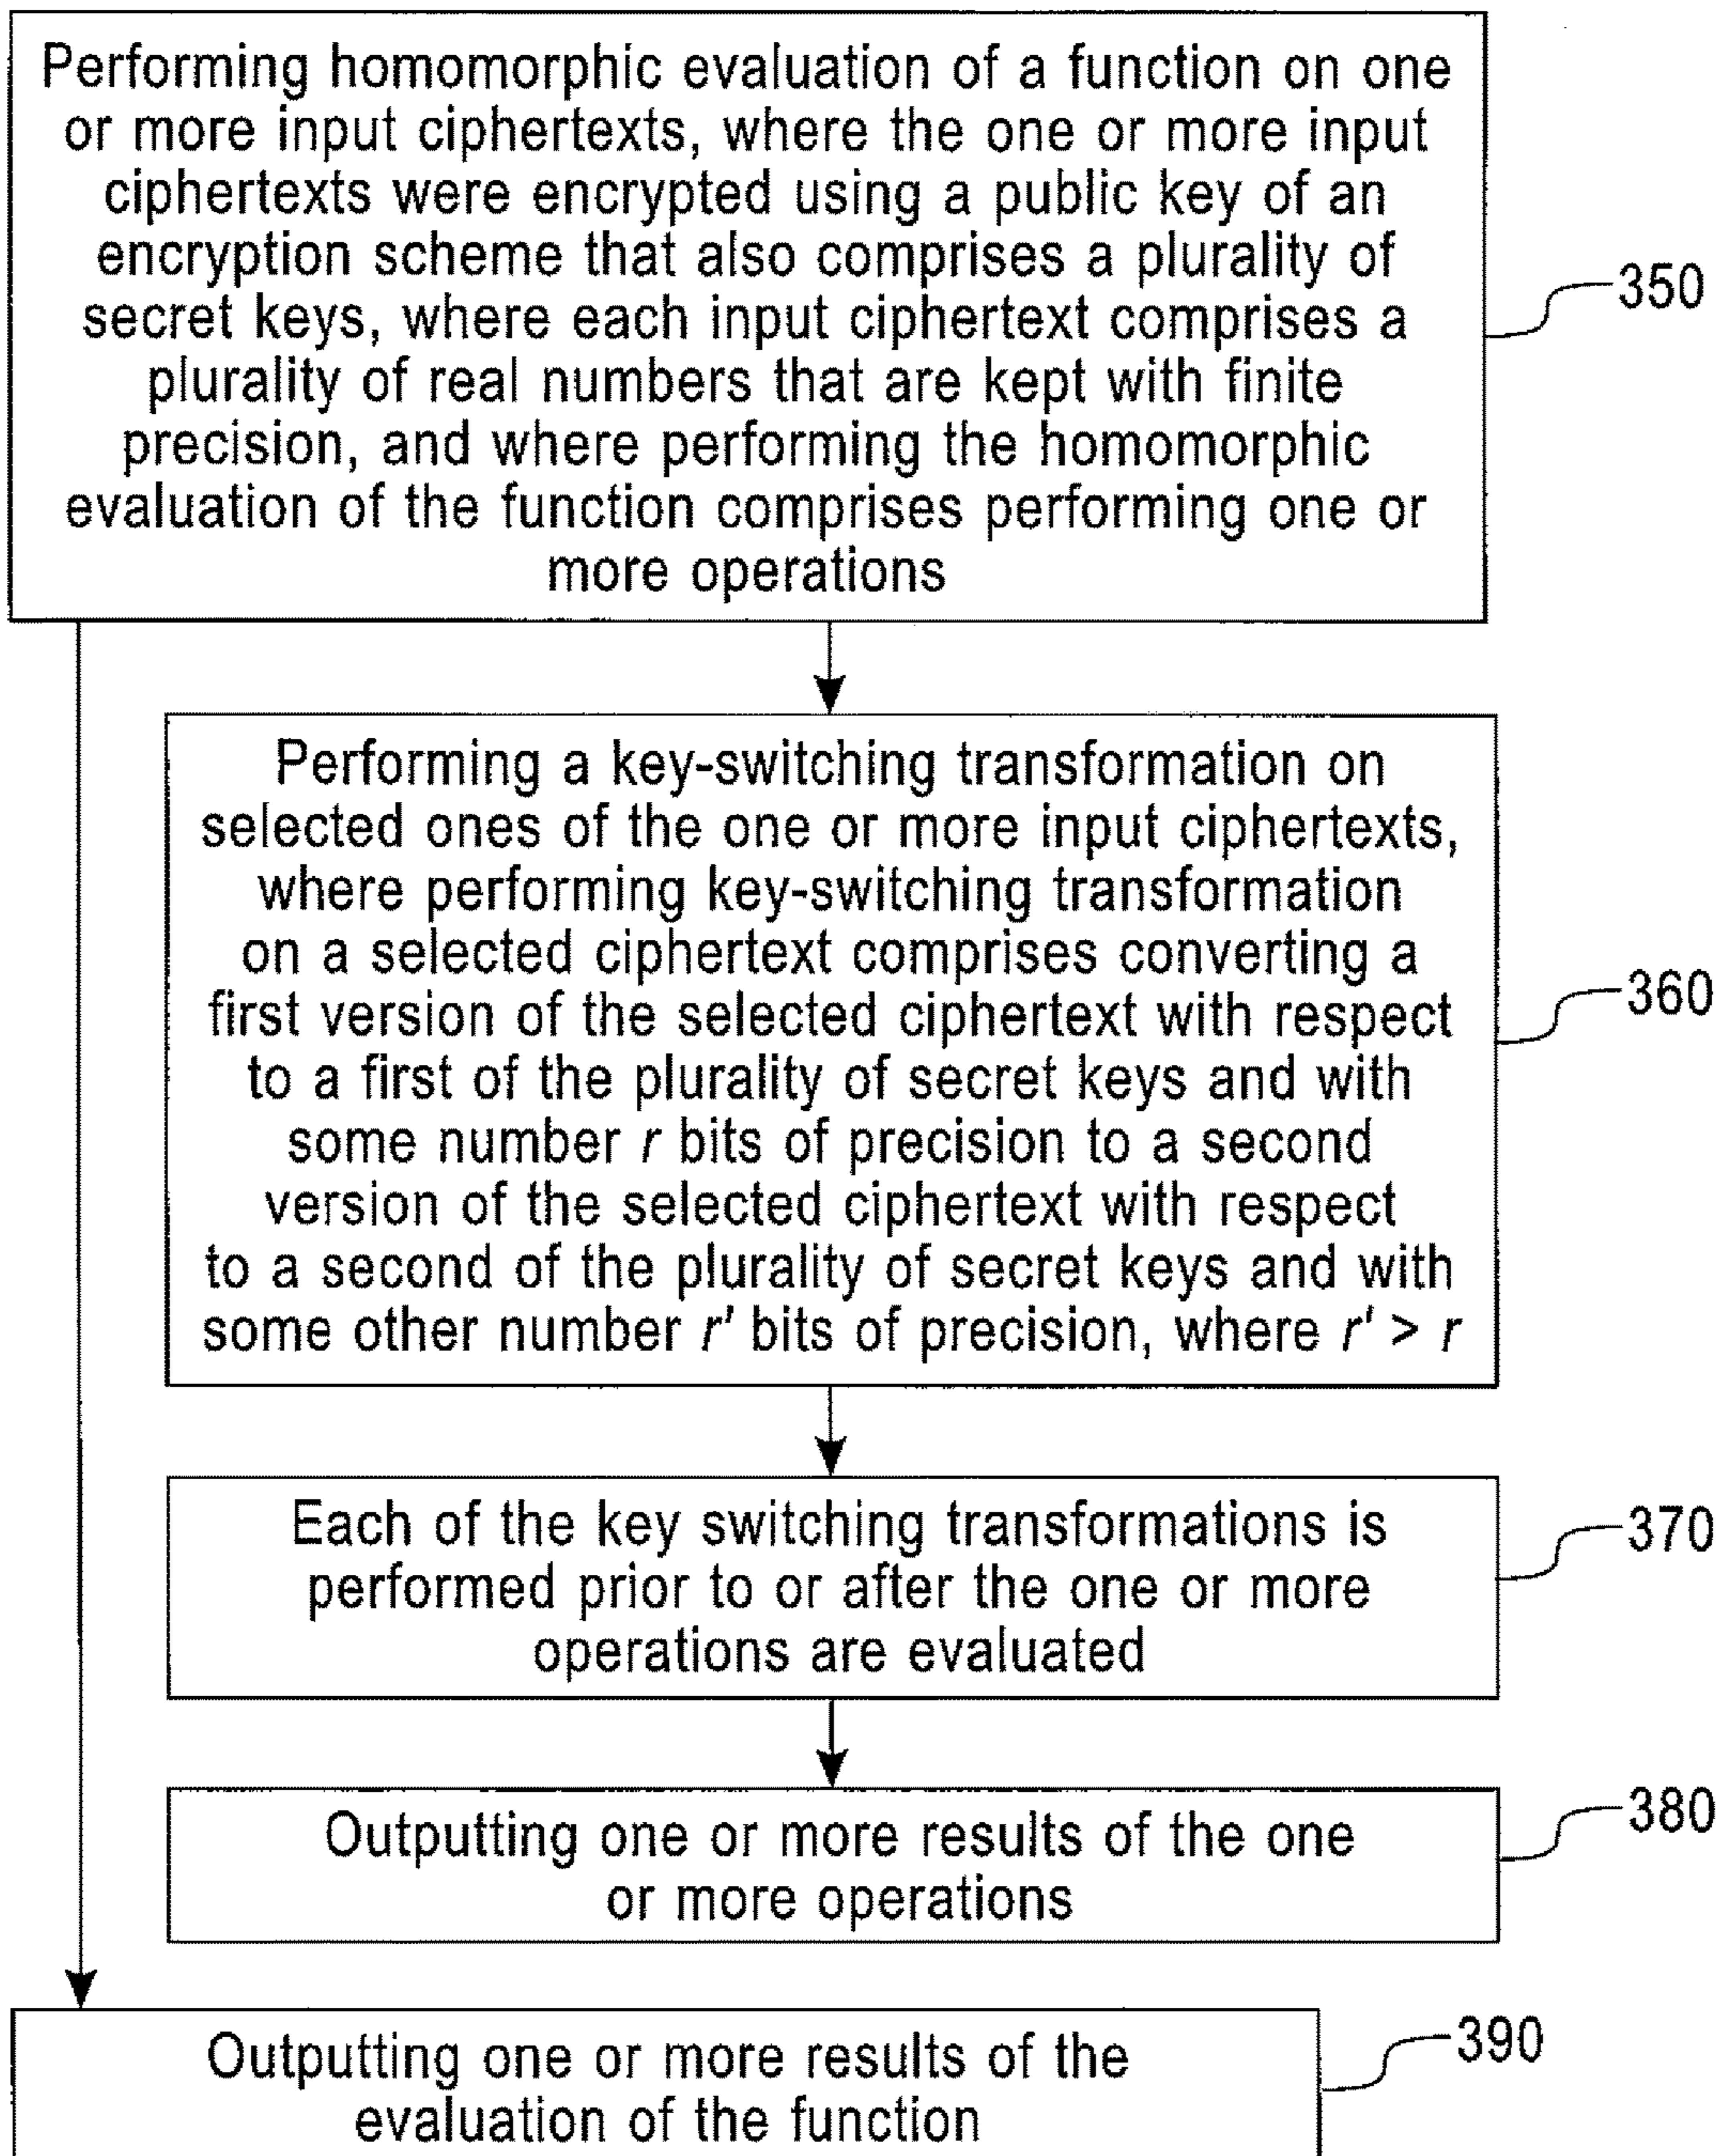 Performing homomorphic evaluation of a function on one
or more input ciphertexts, where the one or more input
ciphertexts were encrypted using a public key of an
encryption scheme that also comprises a plurality of
secret keys, where each input ciphertext comprises a
plurality of real numbers that are kept with finite
precision, and where performing the homomorphic
evaluation of the function comprises performing one or
more operations
350
Performing a key-switching transformation on
selected ones of the one or more input ciphertexts,
where performing key-switching transformation
on a selected ciphertext comprises converting a
first version of the selected ciphertext with respect
to a first of the plurality of secret keys and with
some number r bits of precision to a second
version of the selected ciphertext with respect
to a second of the plurality of secret keys and with
some other number r' bits of precision, where r' > r
360
Each of the key switching transformations is
performed prior to or after the one or more
operations are evaluated
370
Outputting one or more results of the one
or more operations
380
Outputting one or more results of the
evaluation of the function
390